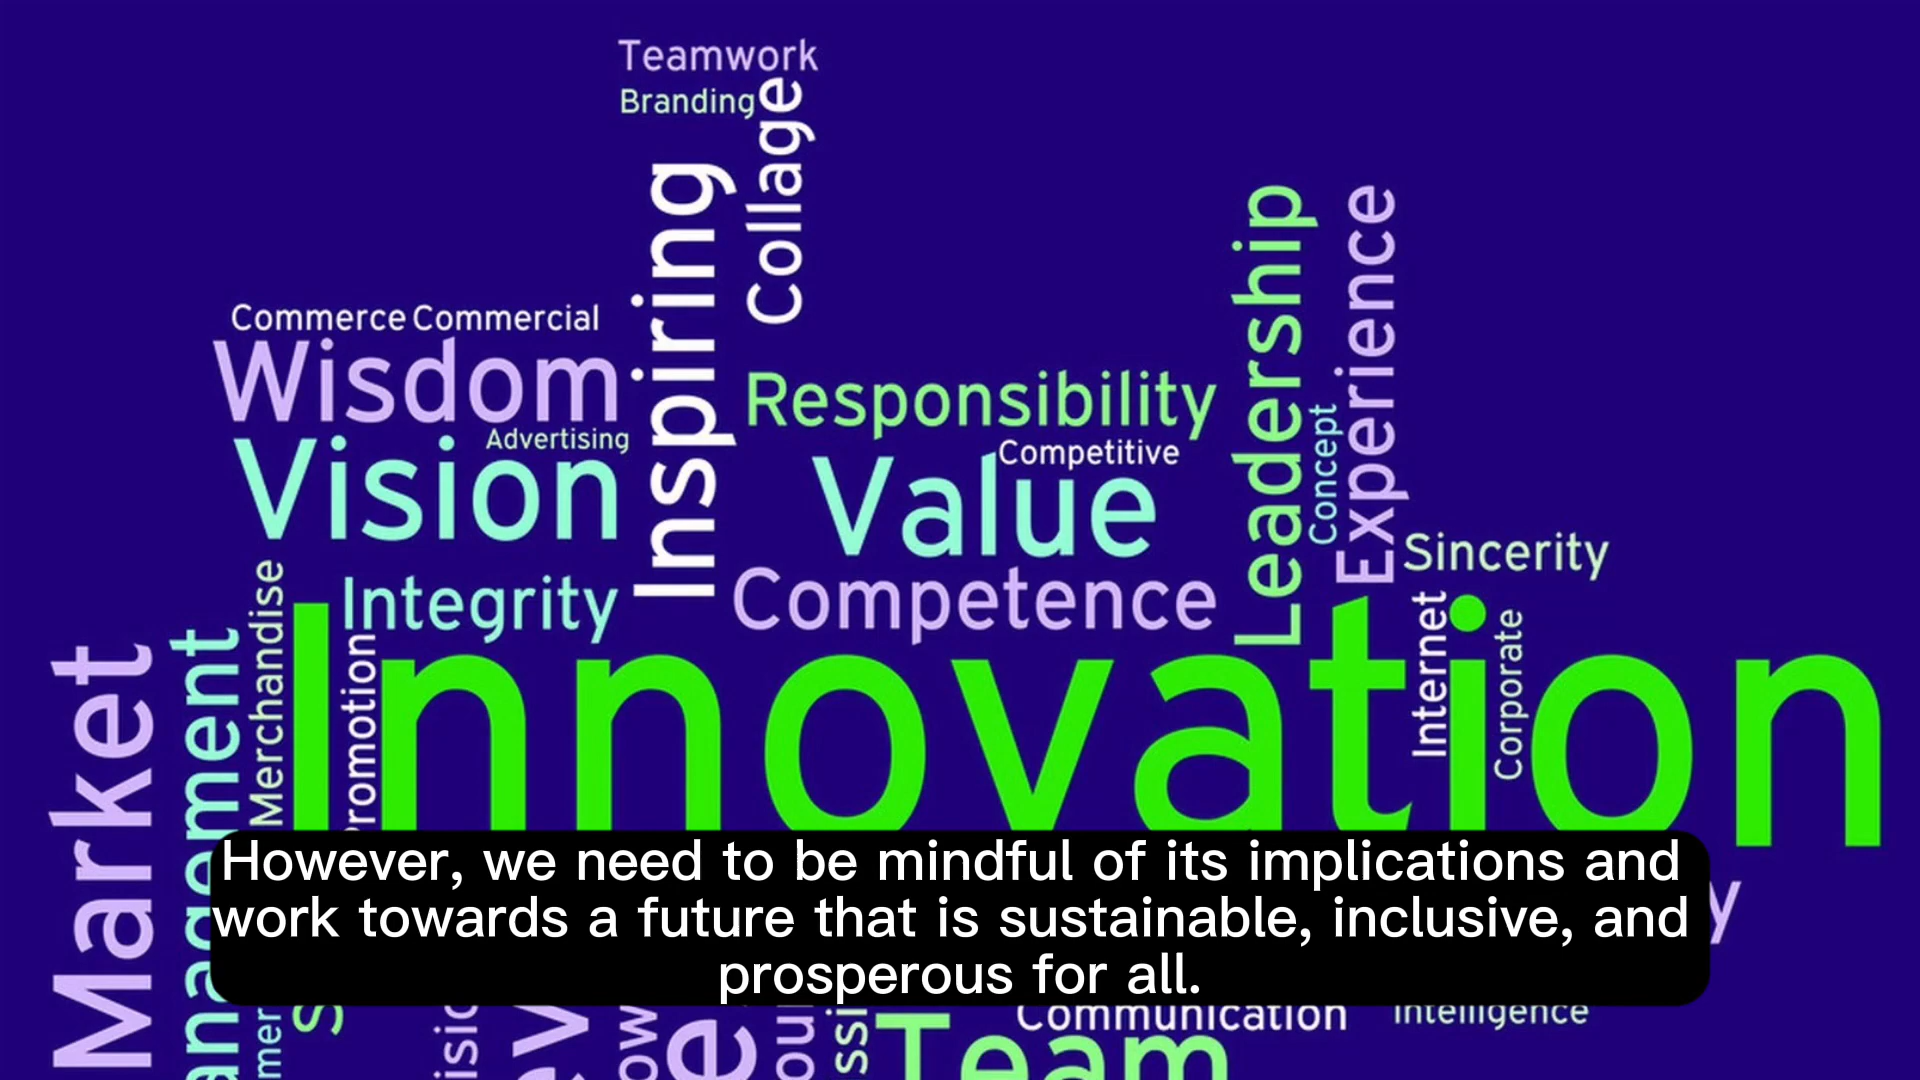 Teamwork
Branding
Collage
Inspiring
Leadership
Experience
Commerce Commercial
Wisdom
Responsibility
Concept
Advertising
Competitive
Vision
Value
Sincerity
Integrity
Competence
Merchandise
Market
Promotion
Innovation
Internet
Corporate
However, we need to be mindful of its implications and
work towards a future that is sustainable, inclusive, and
prosperous for all.
Communication
Intelligence
Team